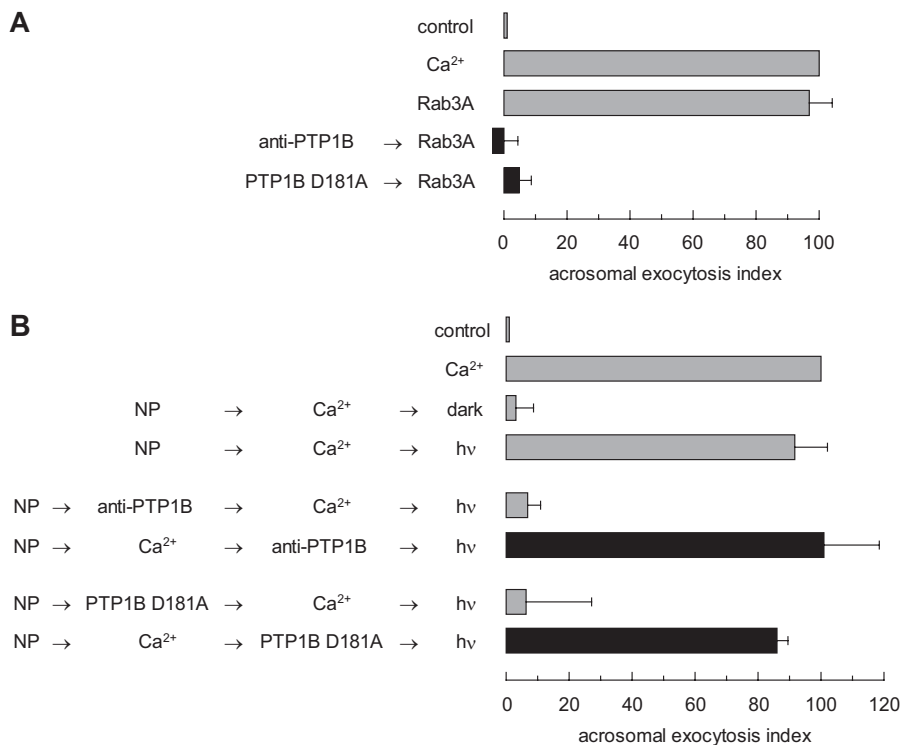 A
control
Ca²⁺
Rab3A
anti-PTP1B → Rab3A
PTP1B D181A → Rab3A
0 20 40 60 80 100
acrosomal exocytosis index
B
control
Ca²⁺
NP → Ca²⁺ → dark
NP → Ca²⁺ → hν
NP → anti-PTP1B → Ca²⁺ → hν
NP → Ca²⁺ → anti-PTP1B → hν
NP → PTP1B D181A → Ca²⁺ → hν
NP → Ca²⁺ → PTP1B D181A → hν
0 20 40 60 80 100 120
acrosomal exocytosis index